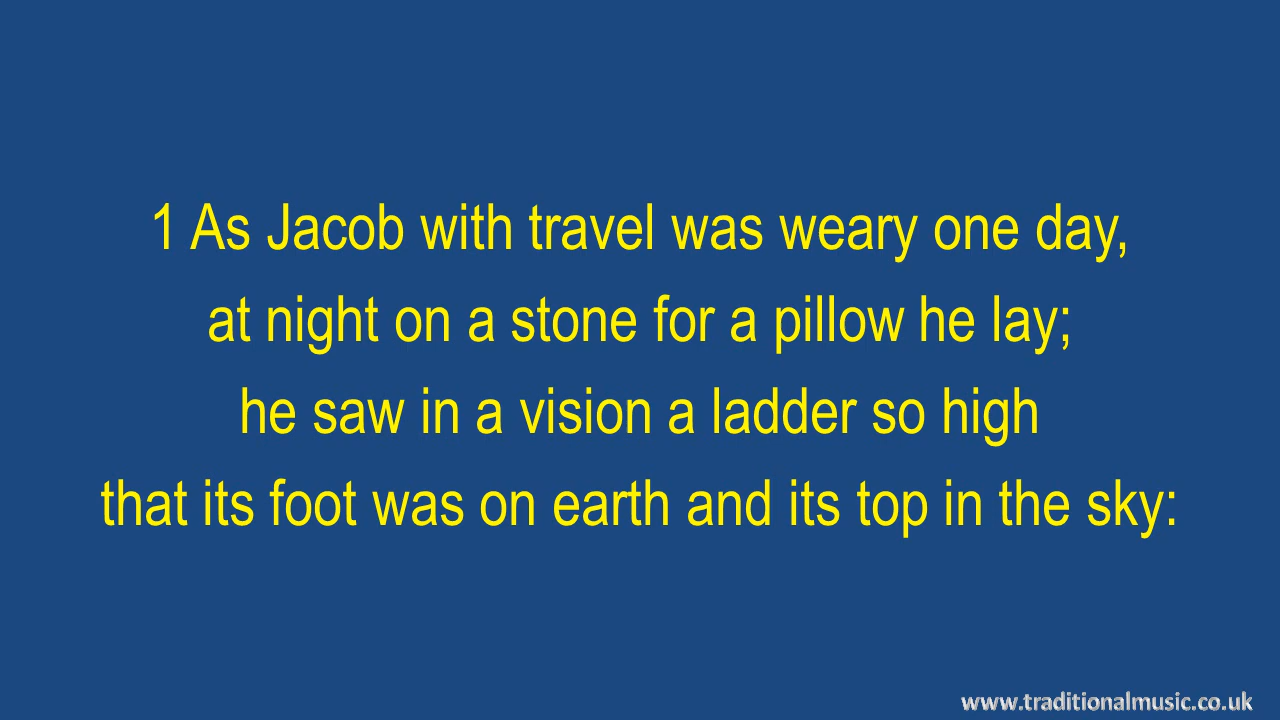 1 As Jacob with travel was weary one day,
at night on a stone for a pillow he lay;
he saw in a vision a ladder so high
that its foot was on earth and its top in the sky:
www.traditionalmusic.co.uk